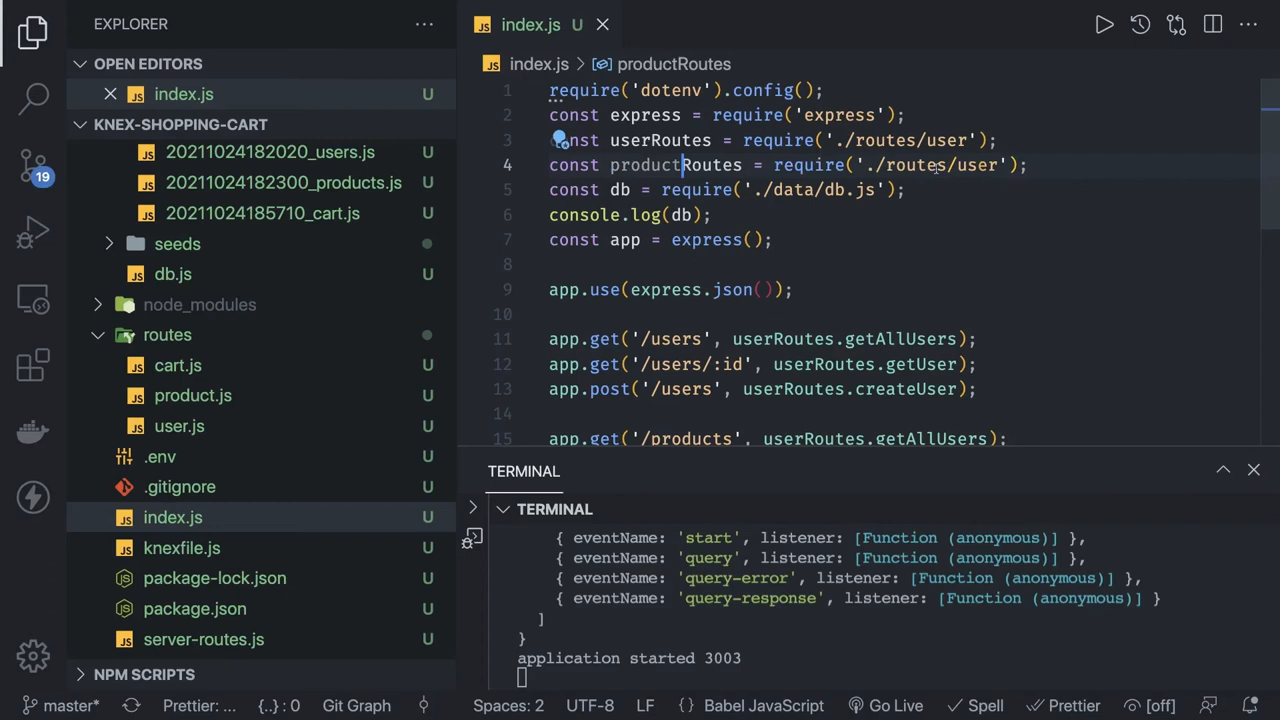 EXPLORER
OPEN EDITORS
index.js U
KNEX-SHOPPING-CART
20211024182020_users.js U
20211024182300_products.js U
20211024185710_cart.js U
seeds
db.js U
node_modules
routes
cart.js U
product.js U
user.js U
.env U
.gitignore U
index.js U
knexfile.js U
package-lock.json U
package.json U
server-routes.js U
NPM SCRIPTS
19
index.js U
index.js > productRoutes
1 require('dotenv').config();
2 const express = require('express');
3 nst userRoutes = require('./routes/user');
4 const productRoutes = require('./routes/user');
5 const db = require('./data/db.js');
6 console.log(db);
7 const app = express();
8
9 app.use(express.json());
10
11 app.get('/users', userRoutes.getAllUsers);
12 app.get('/users/:id', userRoutes.getUser);
13 app.post('/users', userRoutes.createUser);
14
15 app.get('/products', userRoutes.getAllUsers);
TERMINAL
TERMINAL
{ eventName: 'start', listener: [Function (anonymous)] },
{ eventName: 'query', listener: [Function (anonymous)] },
{ eventName: 'query-error', listener: [Function (anonymous)] },
{ eventName: 'query-response', listener: [Function (anonymous)] }
]
}
application started 3003
master* Prettier: ... {..} : 0 Git Graph Spaces: 2 UTF-8 LF {} Babel JavaScript Go Live Spell Prettier [off]